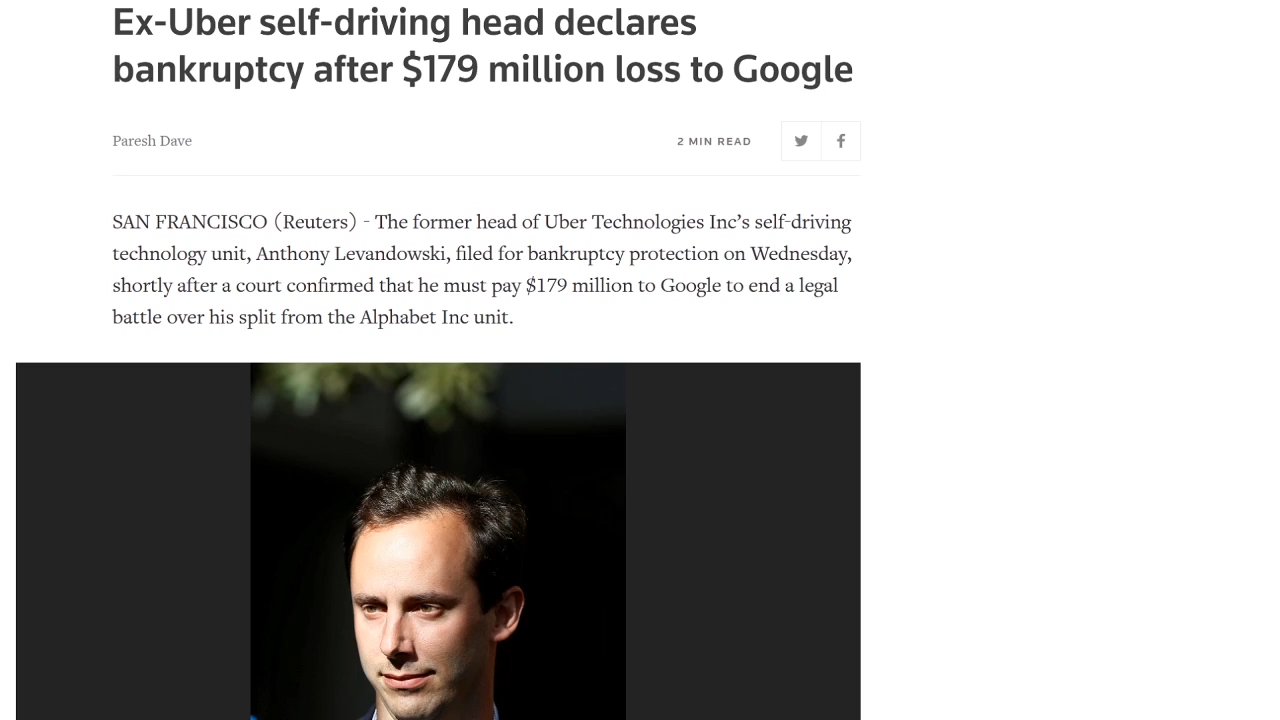 Ex-Uber self-driving head declares
bankruptcy after $179 million loss to Google
Paresh Dave
2 MIN READ
SAN FRANCISCO (Reuters) - The former head of Uber Technologies Inc’s self-driving
technology unit, Anthony Levandowski, filed for bankruptcy protection on Wednesday,
shortly after a court confirmed that he must pay $179 million to Google to end a legal
battle over his split from the Alphabet Inc unit.